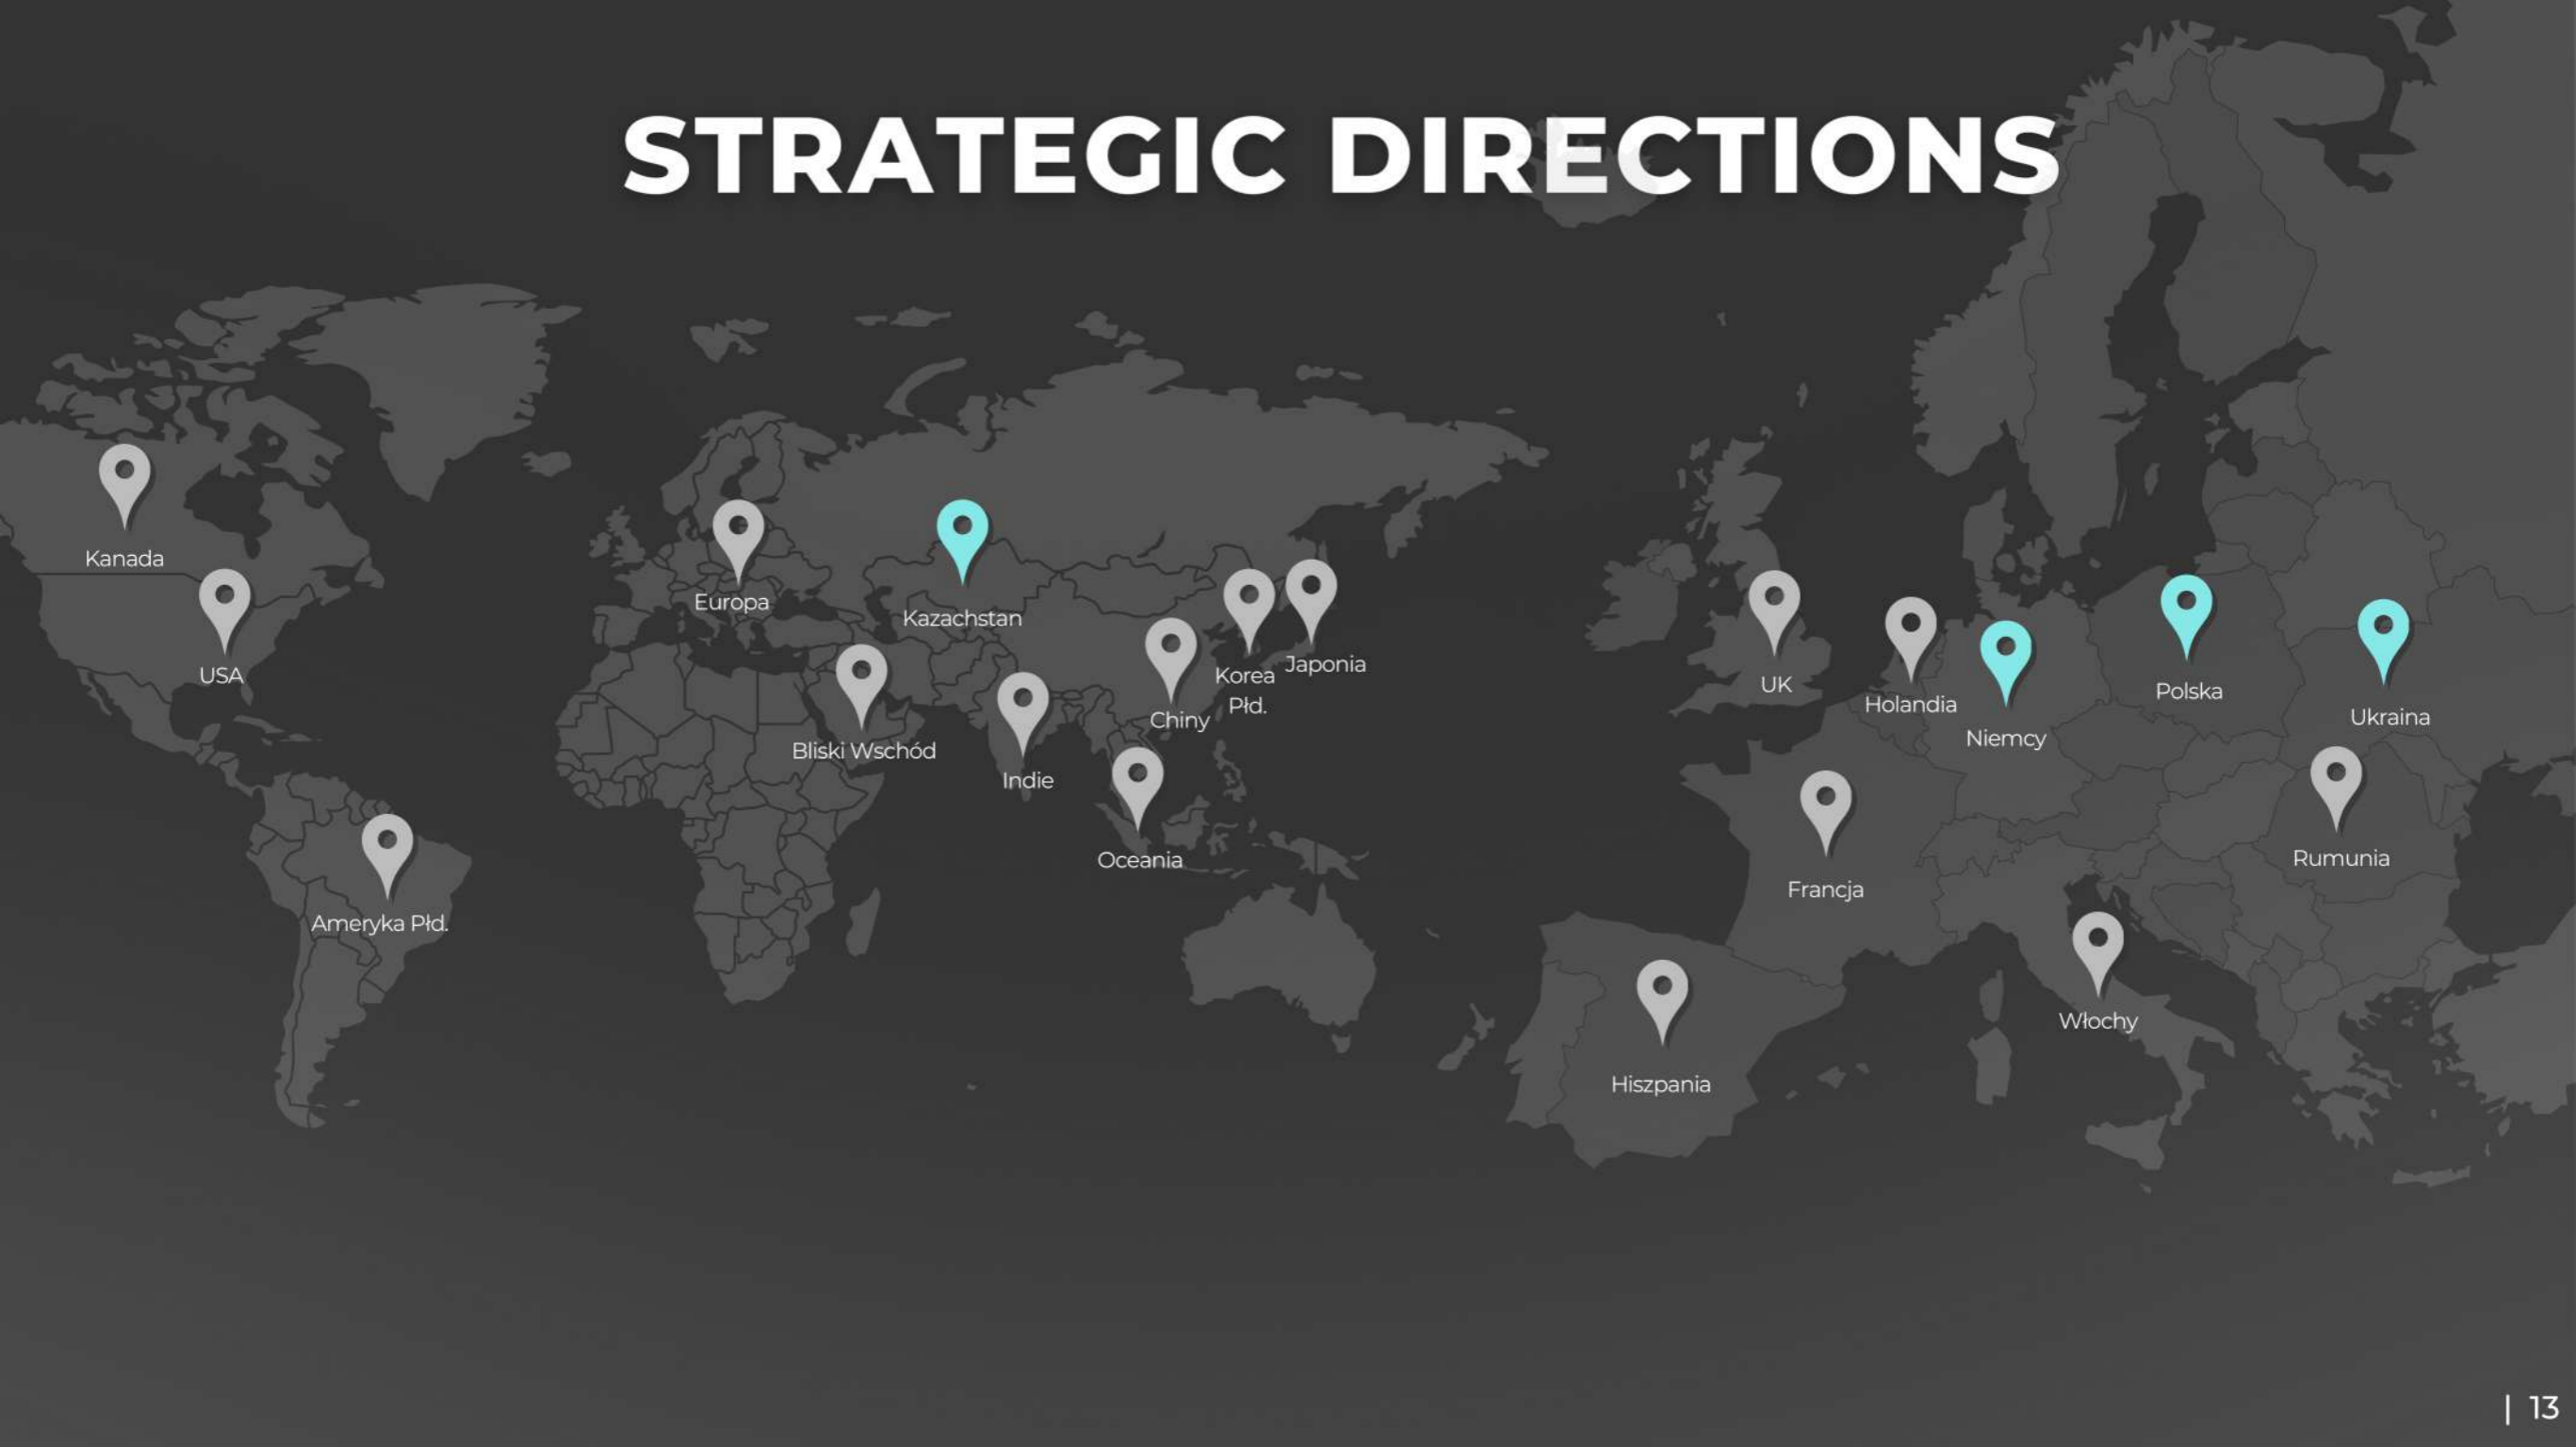 STRATEGIC DIRECTIONS
Kanada
USA
Ameryka Płd.
Europa
Kazachstan
Bliski Wschód
Indie
Chiny
Korea
Płd.
Japonia
Oceania
UK
Holandia
Niemcy
Polska
Ukraina
Francja
Rumunia
Hiszpania
Włochy
| 13